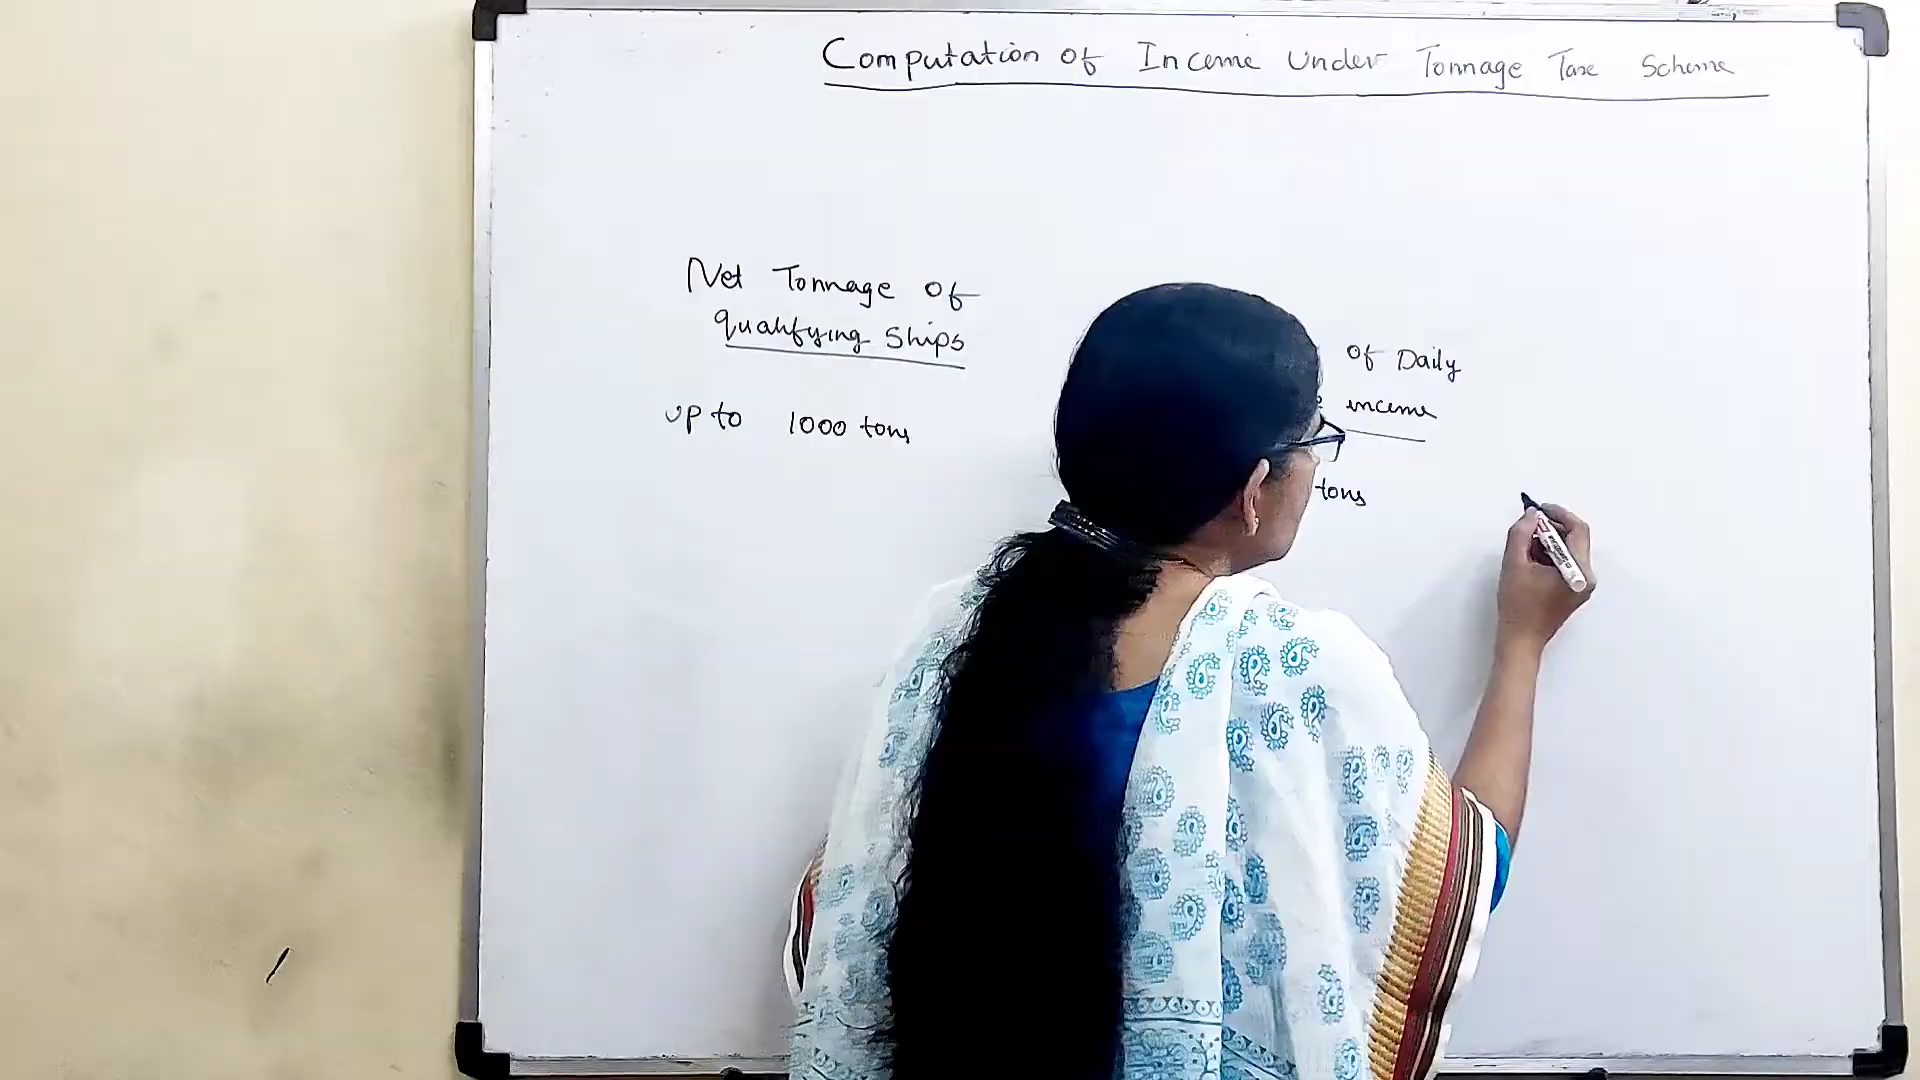 Computation of Income Under Tonnage Tax Scheme
Net Tonnage of
qualifying Ships
up to 1000 tons
of Daily
income
tons